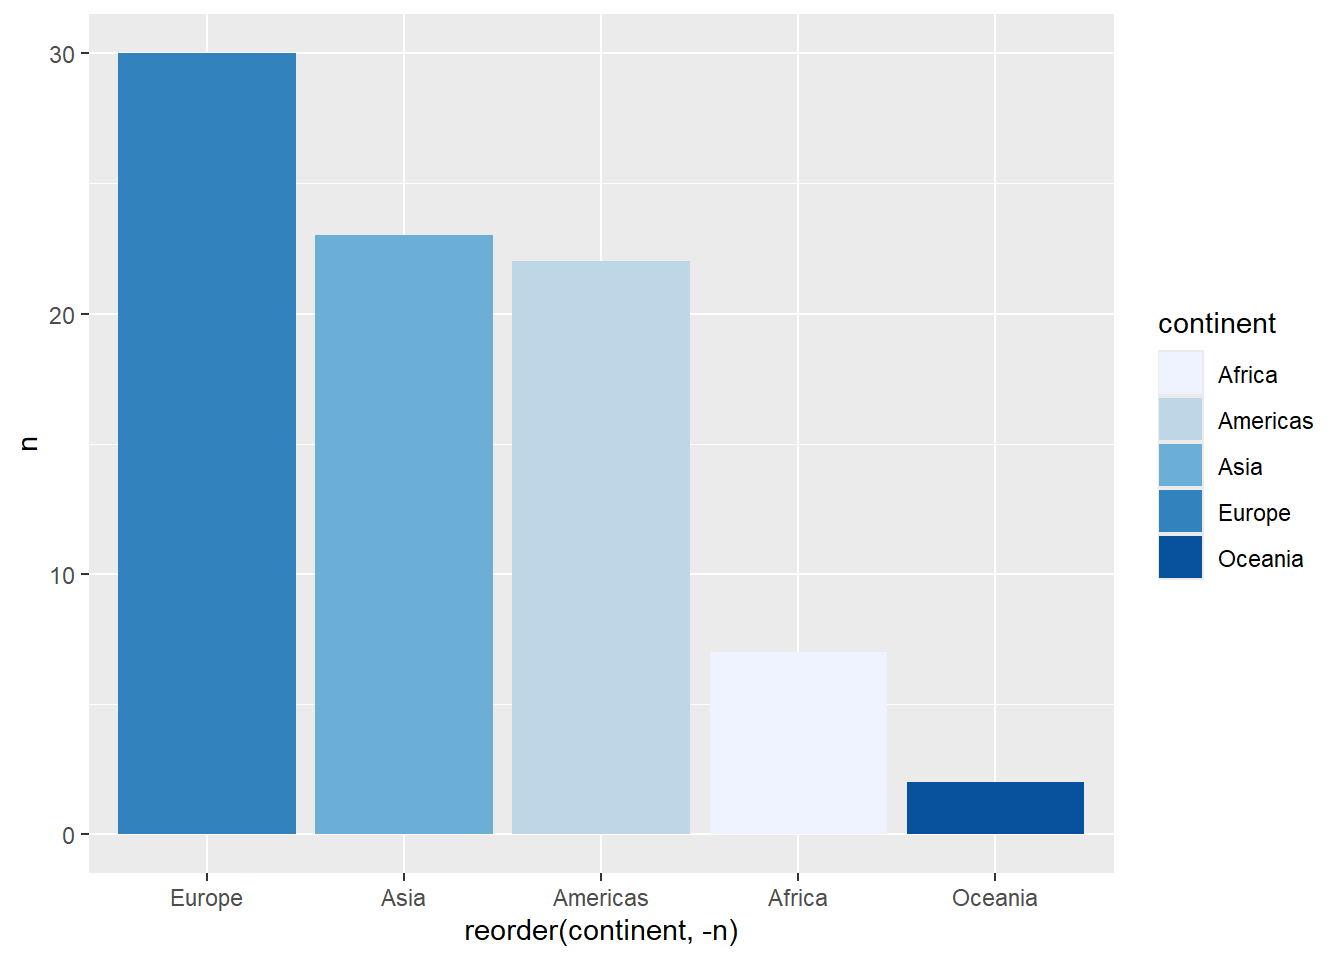 30
20
10
0
n
Europe
Asia
Americas
Africa
Oceania
reorder(continent, -n)
continent
Africa
Americas
Asia
Europe
Oceania